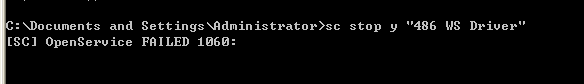 C:\Documents and Settings\Administrator>sc stop y "486 WS Driver"
[SC] OpenService FAILED 1060: